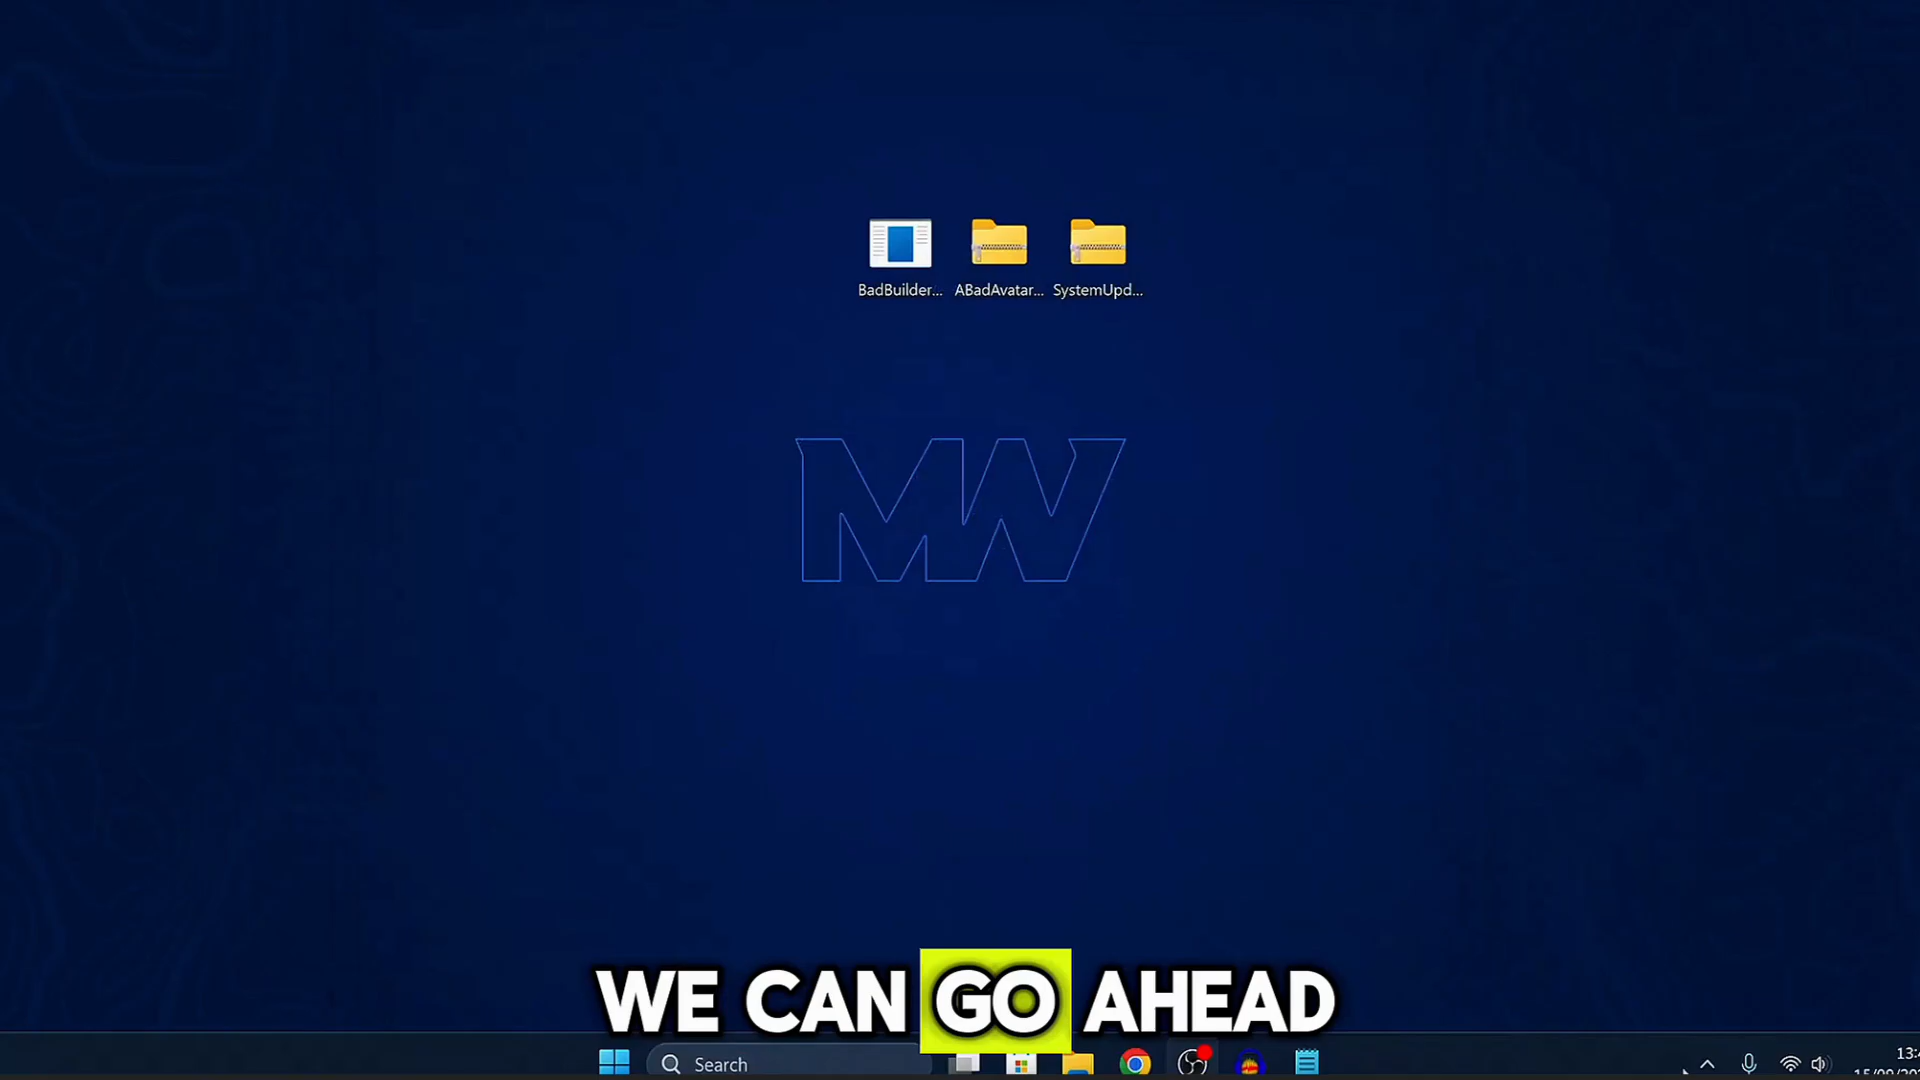 BadBuilder... ABadAvatar... SystemUpd...
MW
WE CAN GO AHEAD
Search